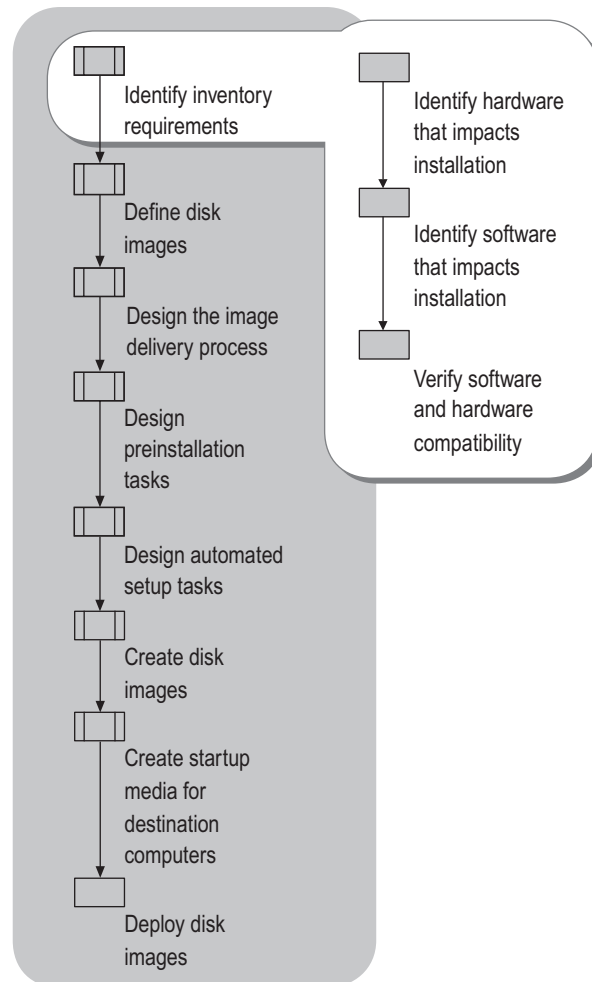 Identify inventory
requirements
Define disk
images
Design the image
delivery process
Design
preinstallation
tasks
Design automated
setup tasks
Create disk
images
Create startup
media for
destination
computers
Deploy disk
images
Identify hardware
that impacts
installation
Identify software
that impacts
installation
Verify software
and hardware
compatibility